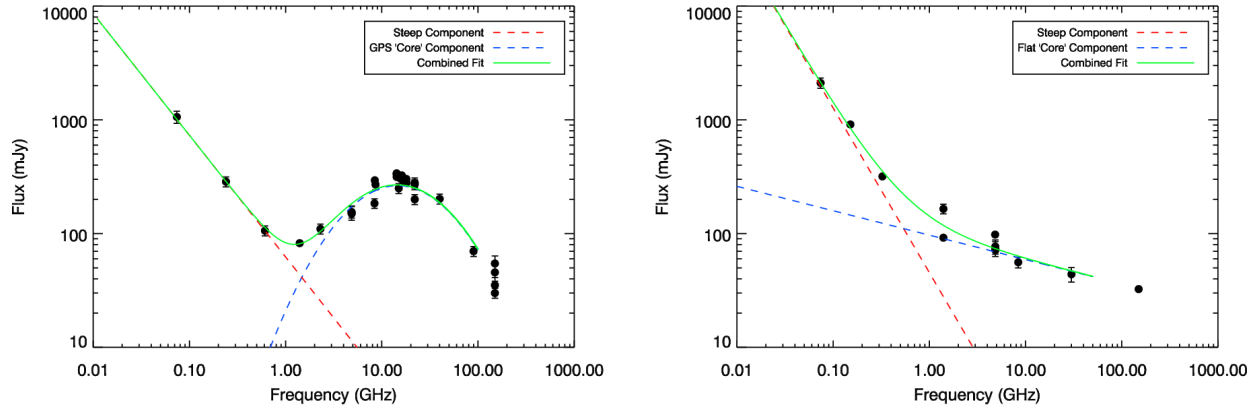 10000
1000
100
10
Flux (mJy)
Steep Component
GPS 'Core' Component
Combined Fit
0.01 0.10 1.00 10.00 100.00 1000.00
Frequency (GHz)
10000
1000
100
10
Flux (mJy)
Steep Component
Flat 'Core' Component
Combined Fit
0.01 0.10 1.00 10.00 100.00 1000.00
Frequency (GHz)